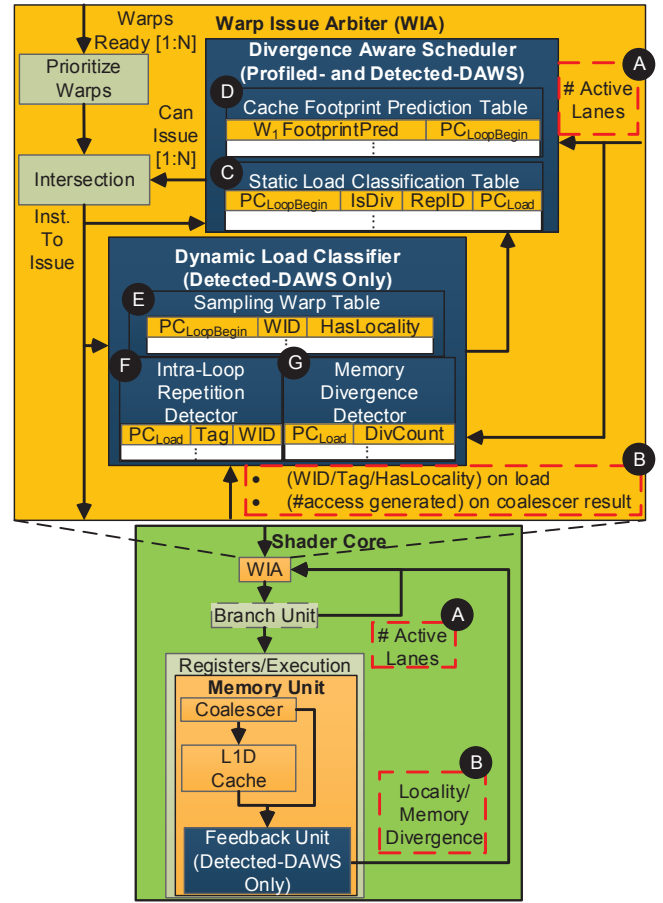 Warps
Ready [1:N]
Warp Issue Arbiter (WIA)
Prioritize
Warps
Can
Issue
[1:N]
Intersection
Inst.
To
Issue
Divergence Aware Scheduler
(Profiled- and Detected-DAWS)
D
Cache Footprint Prediction Table
W1 FootprintPred PCLoopBegin
⋮
C
Static Load Classification Table
PCLoopBegin IsDiv RepID PCLoad
⋮
A
# Active
Lanes
Dynamic Load Classifier
(Detected-DAWS Only)
E
Sampling Warp Table
PCLoopBegin WID HasLocality
⋮
F
Intra-Loop
Repetition
Detector
PCLoad Tag WID
⋮
G
Memory
Divergence
Detector
PCLoad DivCount
⋮
B
• (WID/Tag/HasLocality) on load
• (#access generated) on coalescer result
Shader Core
WIA
Branch Unit
A
# Active
Lanes
Registers/Execution
Memory Unit
Coalescer
L1D
Cache
Feedback Unit
(Detected-DAWS
Only)
B
Locality/
Memory
Divergence